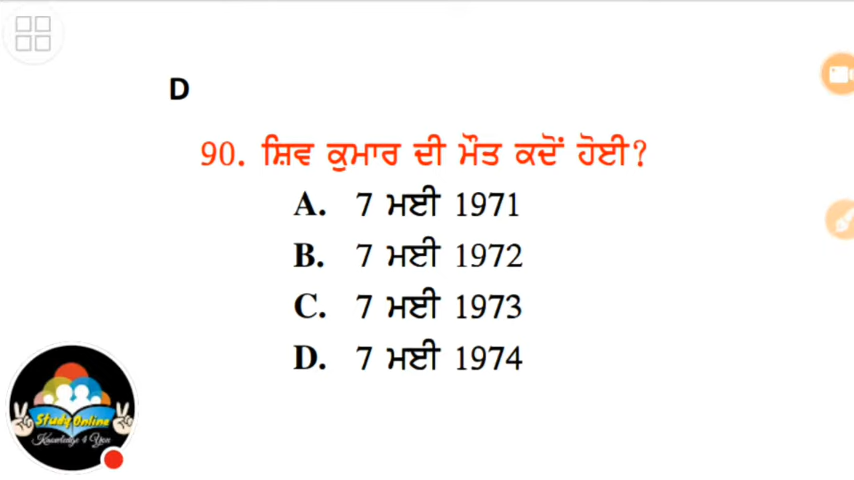 D
90. ਸ਼ਿਵ ਕੁਮਾਰ ਦੀ ਮੌਤ ਕਦੋਂ ਹੋਈ?
A. 7 ਮਈ 1971
B. 7 ਮਈ 1972
C. 7 ਮਈ 1973
D. 7 ਮਈ 1974
Study Online
Knowledge 4 You